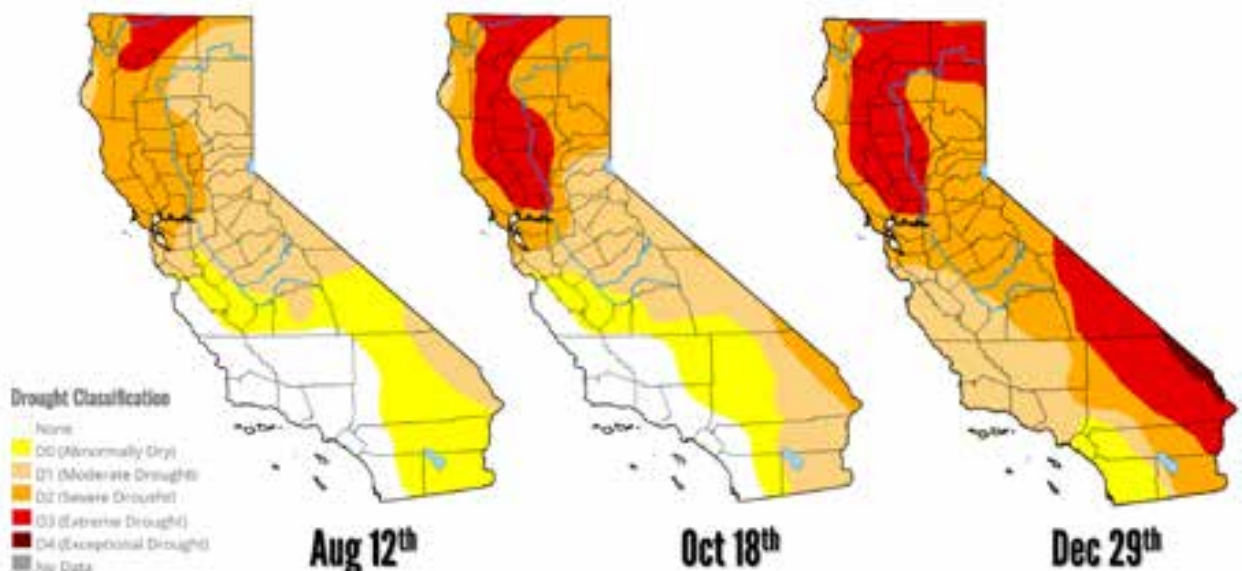 Drought Classification
None
D0 (Abnormally Dry)
D1 (Moderate Drought)
D2 (Severe Drought)
D3 (Extreme Drought)
D4 (Exceptional Drought)
No Data
Aug 12th
Oct 18th
Dec 29th